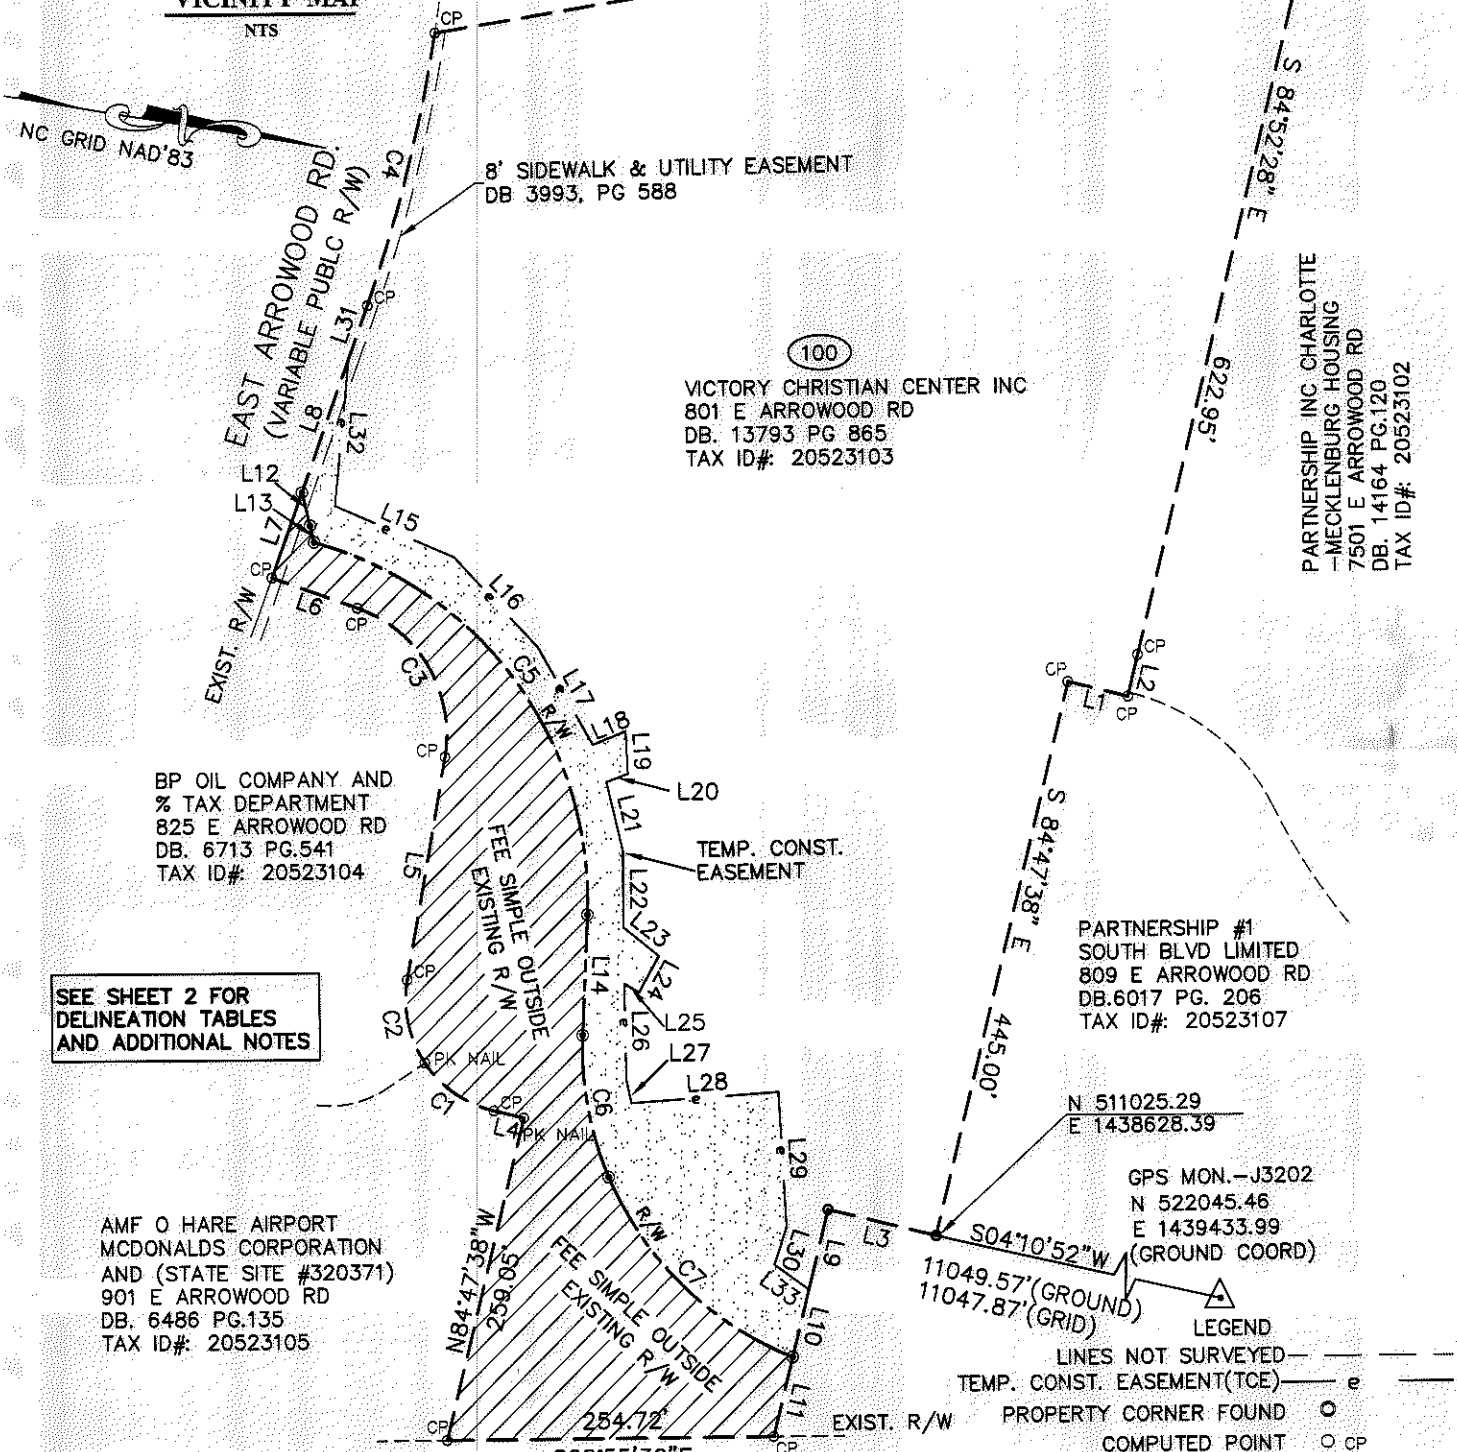 VICINITY MAP
NTS
CP
NC GRID NAD'83
C4
8' SIDEWALK & UTILITY EASEMENT
DB 3993, PG 588
EAST ARROWOOD RD.
(VARIABLE PUBLC R/W)
CP
L31
L8
L32
S 84°52'28" E
622.95'
100
VICTORY CHRISTIAN CENTER INC
801 E ARROWOOD RD
DB. 13793 PG 865
TAX ID#: 20523103
PARTNERSHIP INC CHARLOTTE
-MECKLENBURG HOUSING
7501 E ARROWOOD RD
DB. 14164 PG.120
TAX ID#: 20523102
L12
L13
L7
L15
e
e
CP
L6
CP
EXIST. R/W
L16
e
C3
C5
L17
R/W
L18
L19
L20
L21
CP
CP
L2
L1
CP
CP
BP OIL COMPANY AND
% TAX DEPARTMENT
825 E ARROWOOD RD
DB. 6713 PG.541
TAX ID#: 20523104
L5
FEE SIMPLE OUTSIDE
EXISTING R/W
TEMP. CONST.
EASEMENT
L22
L23
L24
L14
L25
L26
e
L27
L28
e
S 84°47'38" E
445.00'
PARTNERSHIP #1
SOUTH BLVD LIMITED
809 E ARROWOOD RD
DB.6017 PG. 206
TAX ID#: 20523107
SEE SHEET 2 FOR
DELINEATION TABLES
AND ADDITIONAL NOTES
CP
C2
PK NAIL
C1
CP
L4
PK NAIL
C6
L29
e
N 511025.29
E 1438628.39
GPS MON.-J3202
N 522045.46
E 1439433.99
(GROUND COORD)
S04°10'52"W
11049.57'(GROUND)
11047.87'(GRID)
L3
L9
L30
L33
L10
L11
R/W
C7
FEE SIMPLE OUTSIDE
EXISTING R/W
AMF O HARE AIRPORT
MCDONALDS CORPORATION
AND (STATE SITE #320371)
901 E ARROWOOD RD
DB. 6486 PG.135
TAX ID#: 20523105
N84°47'38"W
259.05'
CP
254.72'
CP
EXIST. R/W
LEGEND
LINES NOT SURVEYED
TEMP. CONST. EASEMENT(TCE) e
PROPERTY CORNER FOUND
COMPUTED POINT CP